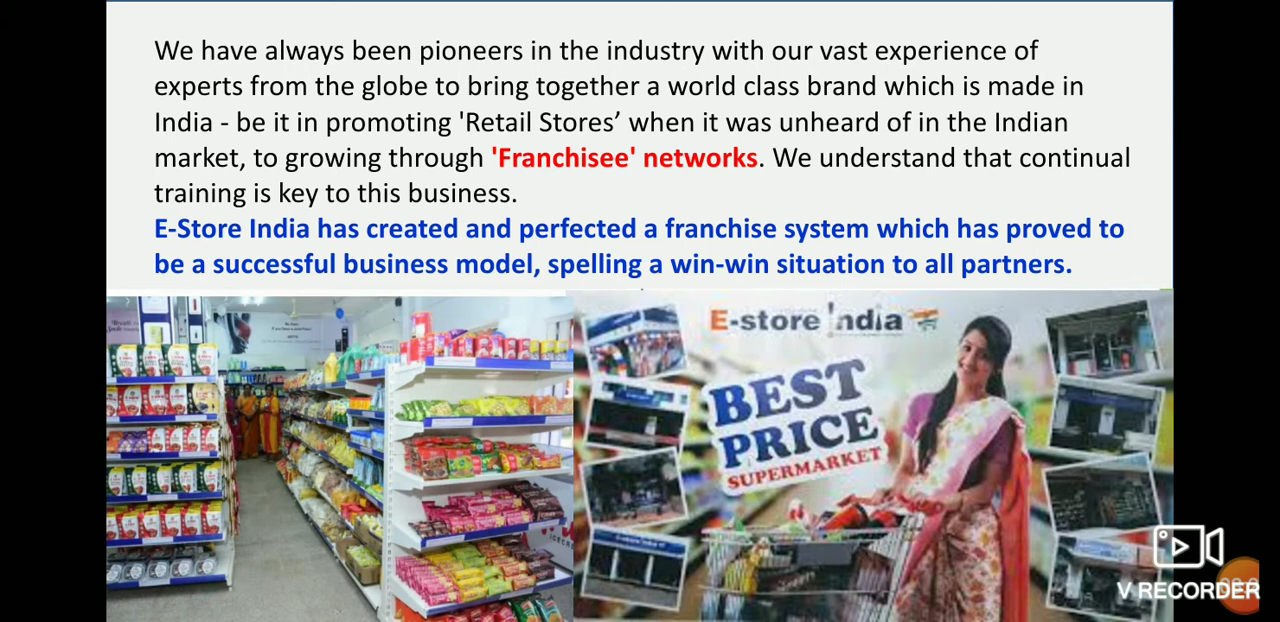 We have always been pioneers in the industry with our vast experience of
experts from the globe to bring together a world class brand which is made in
India - be it in promoting 'Retail Stores’ when it was unheard of in the Indian
market, to growing through 'Franchisee' networks. We understand that continual
training is key to this business.
E-Store India has created and perfected a franchise system which has proved to
be a successful business model, spelling a win-win situation to all partners.
E-store India
BEST
PRICE
SUPERMARKET
V RECORDER